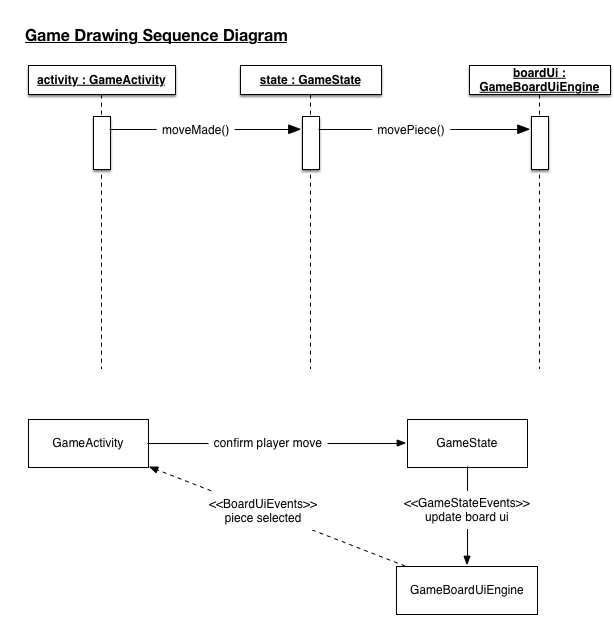 Game Drawing Sequence Diagram
activity : GameActivity
state : GameState
boardUi :
GameBoardUiEngine
moveMade()
movePiece()
GameActivity
confirm player move
GameState
<<BoardUiEvents>>
piece selected
<<GameStateEvents>>
update board ui
GameBoardUiEngine